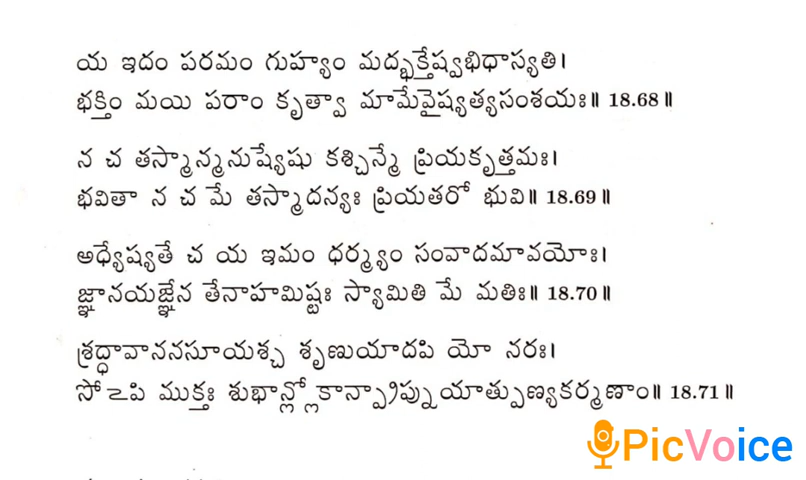 య ఇదం పరమం గుహ్యం మద్భక్తేష్వభిధాస్యతి।
భక్తిం మయి పరాం కృత్వా మామేవైష్యత్యసంశయః॥ 18.68॥
న చ తస్మాన్మనుష్యేషు కశ్చిన్మే ప్రియకృత్తమః।
భవితా న చ మే తస్మాదన్యః ప్రియతరో భువి॥ 18.69॥
అధ్యేష్యతే చ య ఇమం ధర్మ్యం సంవాదమావయోః।
జ్ఞానయజ్ఞేన తేనాహమిష్టః స్యామితి మే మతిః॥ 18.70॥
శ్రద్ధావాననసూయశ్చ శృణుయాదపి యో నరః।
సోఽపి ముక్తః శుభాన్ల్లోకాన్ప్రాప్నుయాత్పుణ్యకర్మణాం॥ 18.71॥
PicVoice